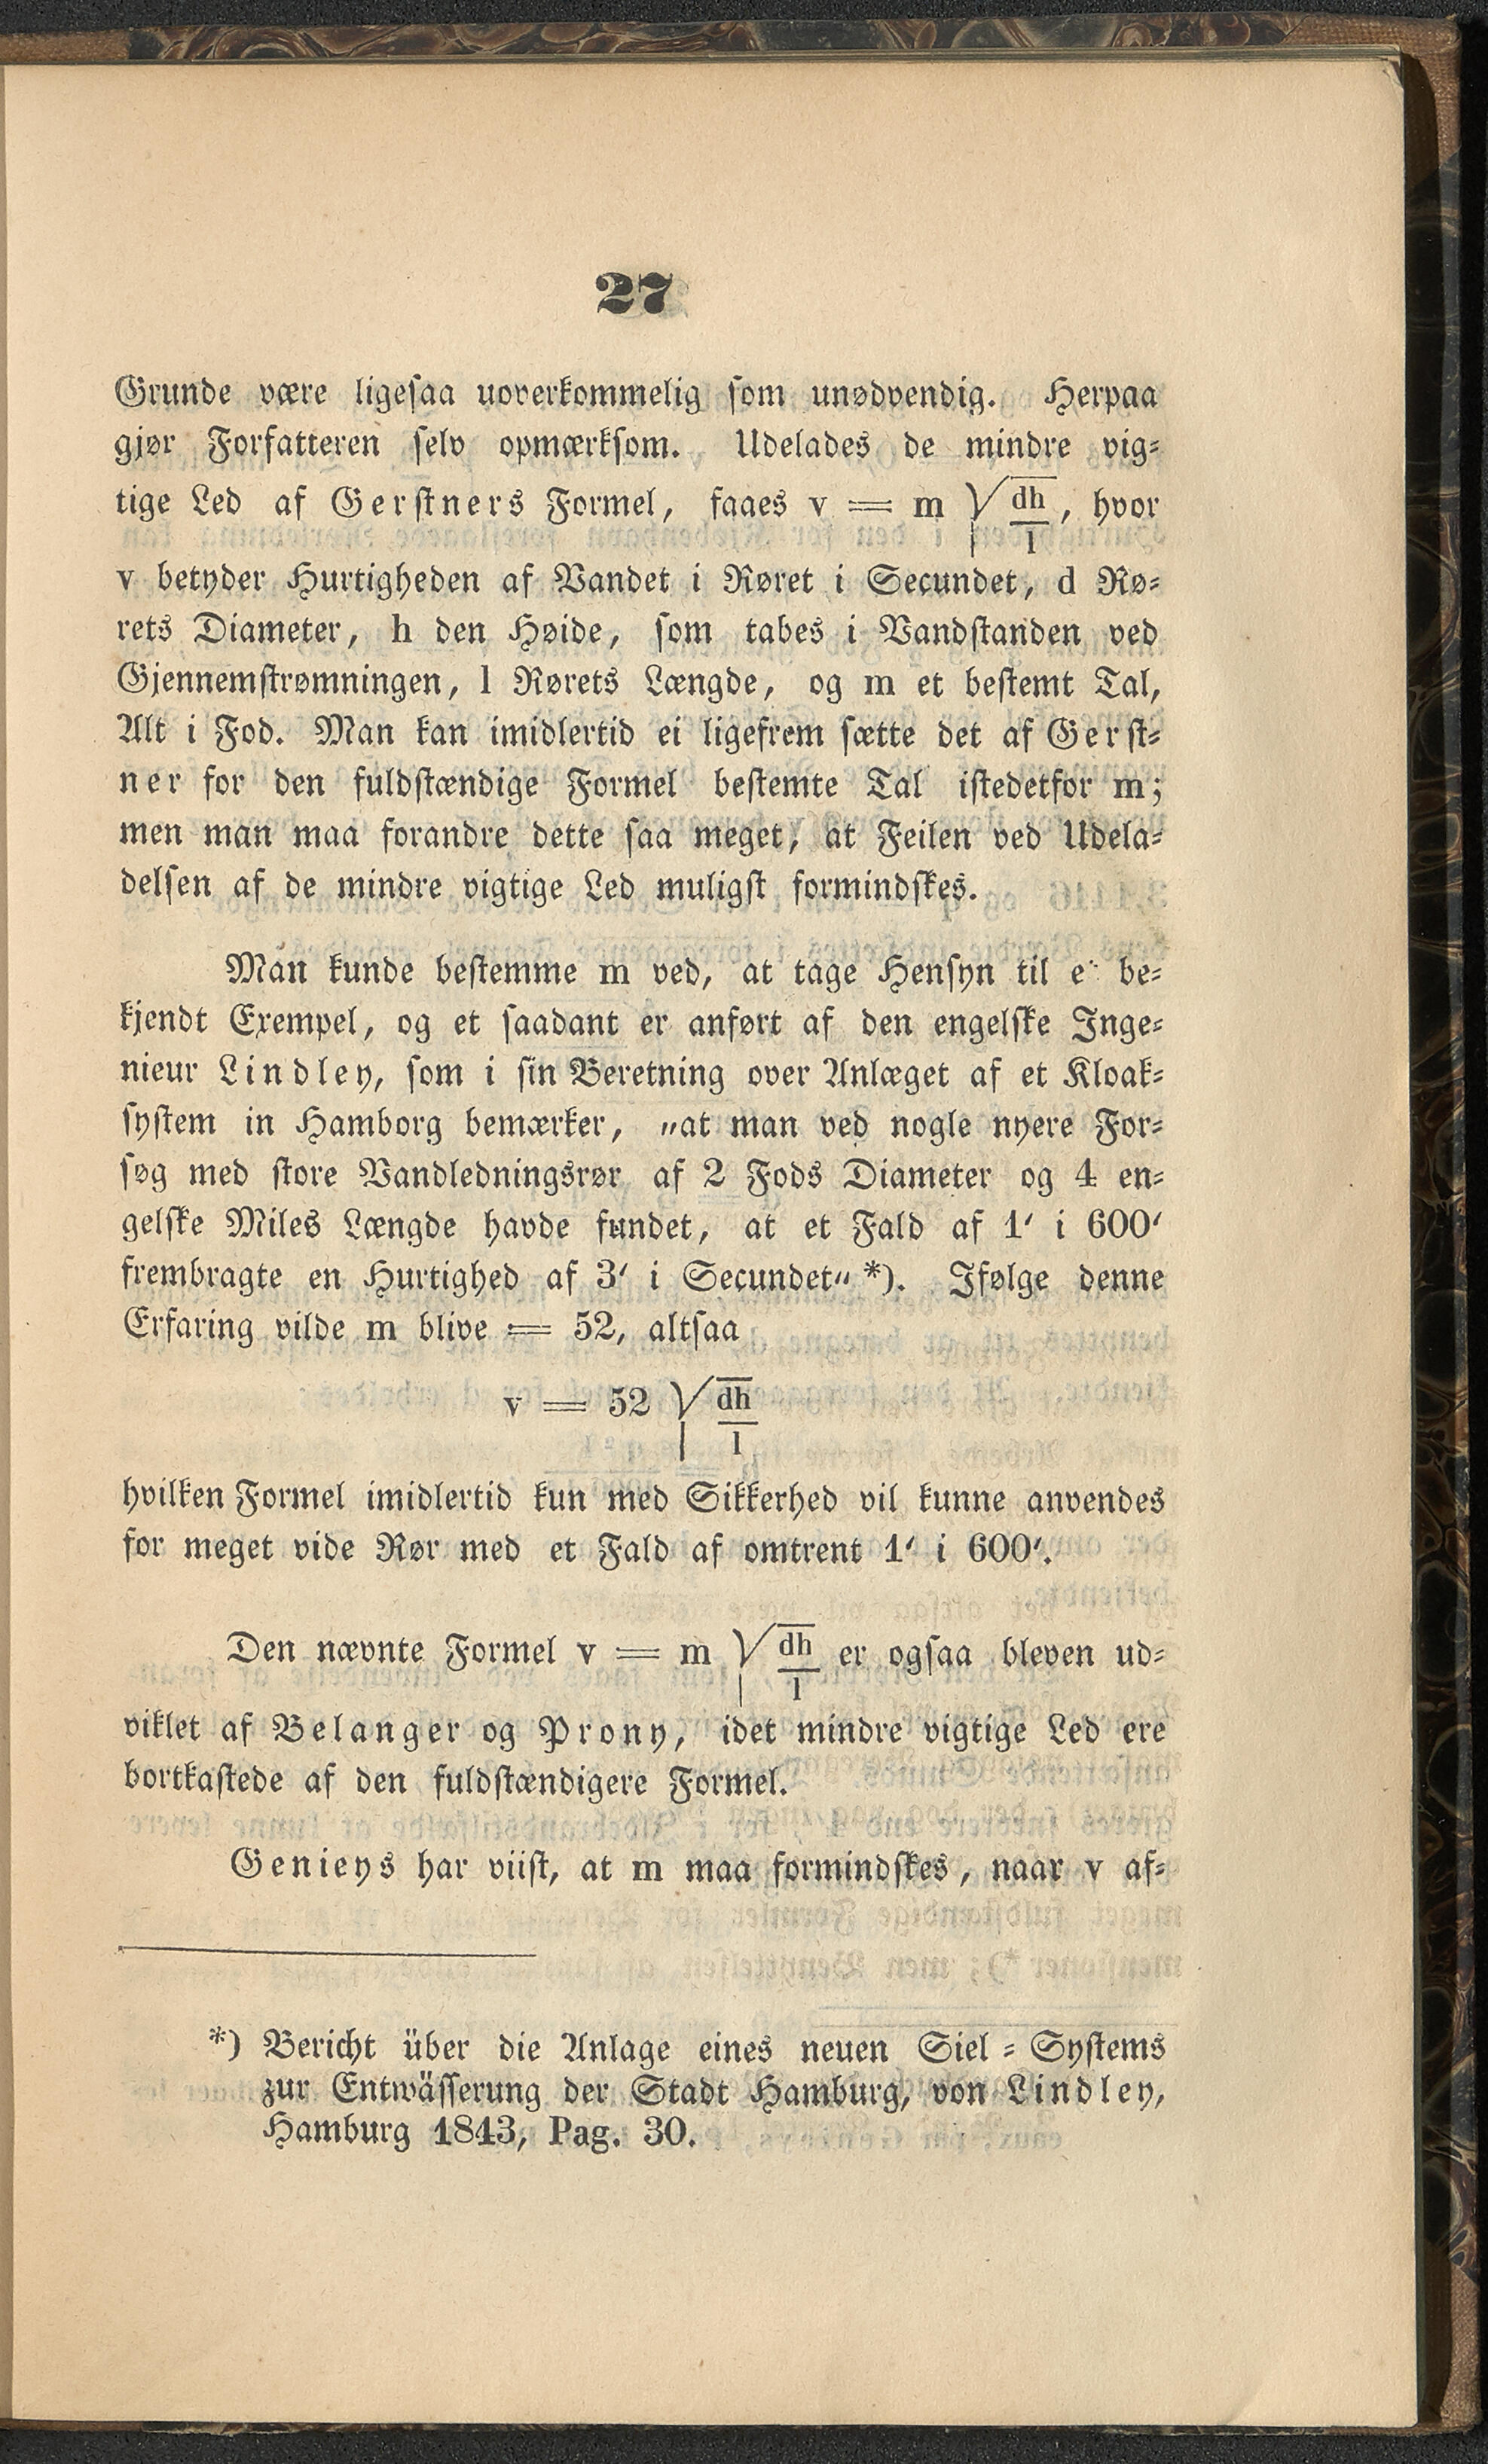 27
Grunde være ligesaa uoverkommelig som unødvendig. Herpaa
gjør Forfatteren selv opmærksom. Udelades de mindre vig-
tige Led af Gerstners Formel, faaes v = m √(dh/l), hvor
v betyder Hurtigheden af Vandet i Røret i Secundet, d Rø-
rets Diameter, h den Høide, som tabes i Vandstanden ved
Gjennemstrømningen, l Rørets Længde, og m et bestemt Tal,
Alt i Fod. Man kan imidlertid ei ligefrem sætte det af Gerst-
ner for den fuldstændige Formel bestemte Tal istedetfor m;
men man maa forandre dette saa meget, at Feilen ved Udela-
delsen af de mindre vigtige Led muligst formindskes.
Man kunde bestemme m ved, at tage Hensyn til e be-
kjendt Exempel, og et saadant er anført af den engelske Inge-
nieur Lindley, som i sin Beretning over Anlæget af et Kloak-
system in Hamborg bemærker, „at man ved nogle nyere For-
søg med store Vandledningsrør af 2 Fods Diameter og 4 en-
gelske Miles Længde havde fundet, at et Fald af 1′ i 600′
frembragte en Hurtighed af 3′ i Secundet“ *). Ifølge denne
Erfaring vilde m blive = 52, altsaa
v = 52 √(dh/l)
hvilken Formel imidlertid kun med Sikkerhed vil kunne anvendes
for meget vide Rør med et Fald af omtrent 1′ i 600′.
Den nævnte Formel v = m √(dh/l) er ogsaa bleven ud-
viklet af Belanger og Prony, idet mindre vigtige Led ere
bortkastede af den fuldstændigere Formel.
Genieys har viist, at m maa formindskes, naar v af-
*) Bericht über die Anlage eines neuen Siel-Systems
zur Entwässerung der Stadt Hamburg, von Lindley,
Hamburg 1843, Pag. 30.